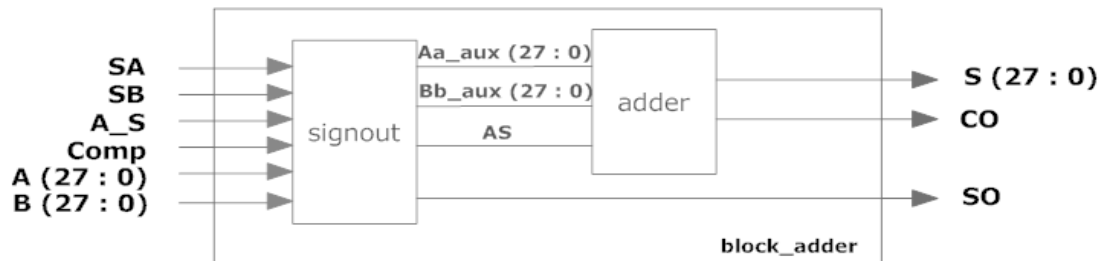 SA
SB
A_S
Comp
A (27 : 0)
B (27 : 0)
signout
Aa_aux (27 : 0)
Bb_aux (27 : 0)
AS
adder
S (27 : 0)
CO
SO
block_adder